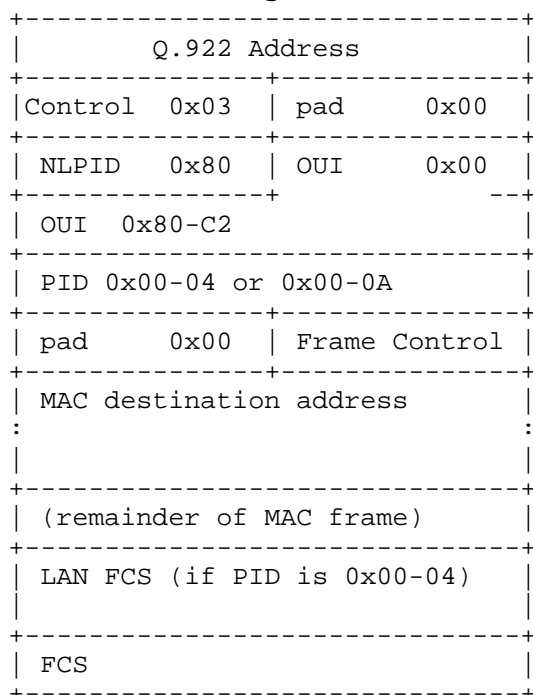 +-------------------------------+
|        Q.922 Address          |
+---------------+---------------+
|Control  0x03  | pad     0x00  |
+---------------+---------------+
| NLPID   0x80  | OUI     0x00  |
+---------------+             --+
| OUI  0x80-C2                  |
+-------------------------------+
| PID 0x00-04 or 0x00-0A        |
+---------------+---------------+
| pad     0x00  | Frame Control |
+---------------+---------------+
| MAC destination address       |
:                               :
|                               |
+-------------------------------+
| (remainder of MAC frame)      |
+-------------------------------+
| LAN FCS (if PID is 0x00-04)   |
|                               |
+-------------------------------+
| FCS                           |
+-------------------------------+